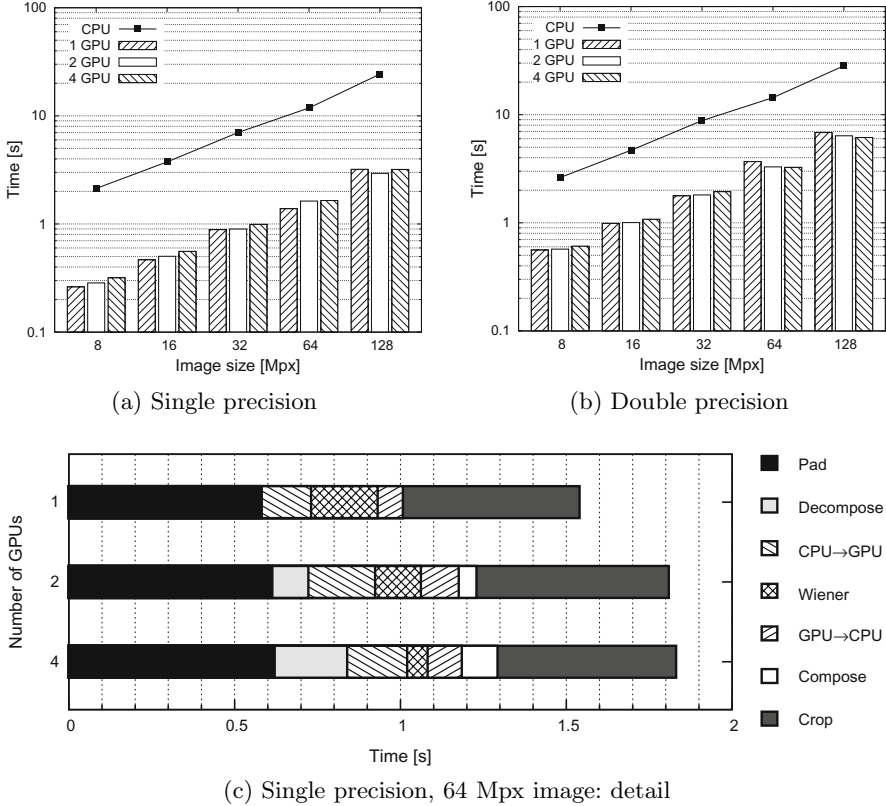 100
10
1
0.1
Time [s]
CPU
1 GPU
2 GPU
4 GPU
8
16
32
64
128
Image size [Mpx]
(a) Single precision
100
10
1
0.1
Time [s]
CPU
1 GPU
2 GPU
4 GPU
8
16
32
64
128
Image size [Mpx]
(b) Double precision
Number of GPUs
1
2
4
0
0.5
1
1.5
2
Time [s]
Pad
Decompose
CPU→GPU
Wiener
GPU→CPU
Compose
Crop
(c) Single precision, 64 Mpx image: detail